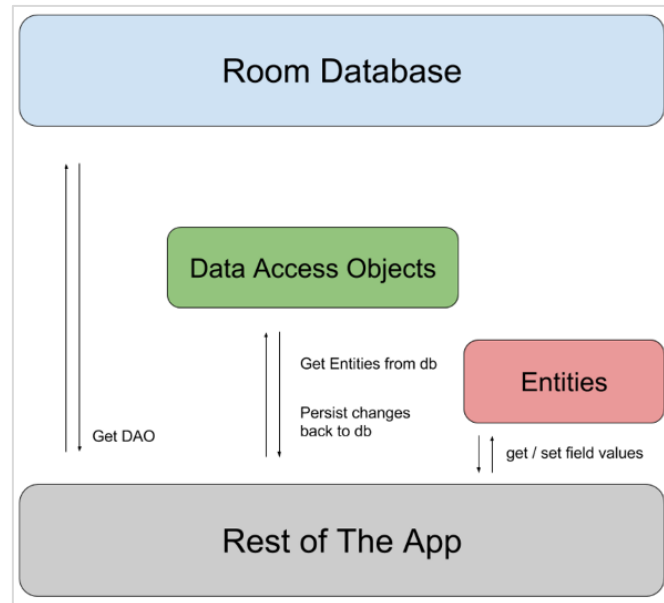 Room Database
Data Access Objects
Get Entities from db
Entities
Persist changes
back to db
Get DAO
get / set field values
Rest of The App